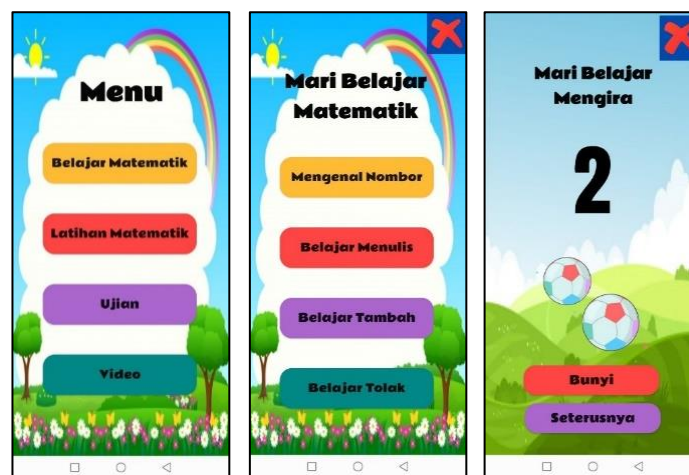 Menu
Belajar Matematik
Latihan Matematik
Ujian
Video
Mari Belajar
Matematik
Mengenal Nombor
Belajar Menulis
Belajar Tambah
Belajar Tolak
Mari Belajar
Mengira
2
Bunyi
Seterusnya